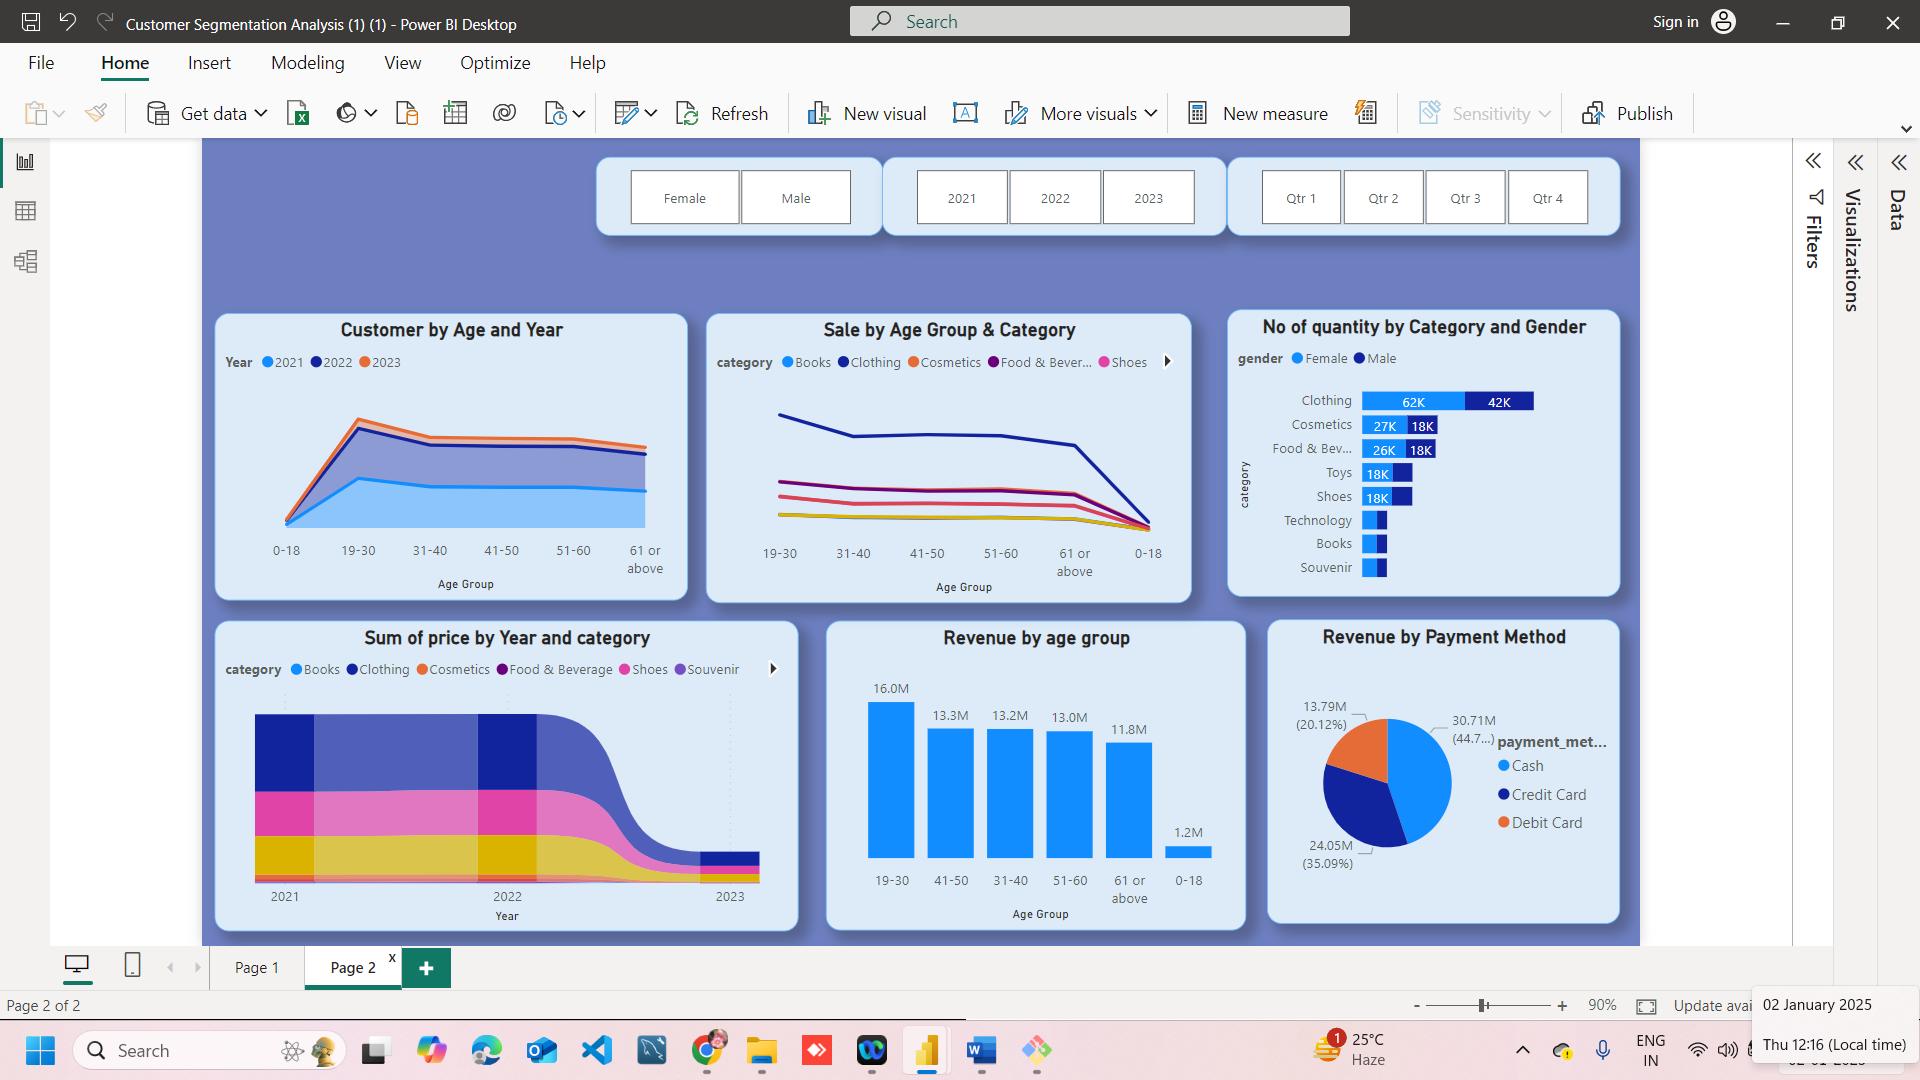 Customer Segmentation Analysis (1) (1) - Power BI Desktop
Search
Sign in
File Home Insert Modeling View Optimize Help
Get data
Refresh
New visual
More visuals
New measure
Sensitivity
Publish
Female Male
2021 2022 2023
Qtr 1 Qtr 2 Qtr 3 Qtr 4
Filters
Visualizations
Data
Customer by Age and Year
Year 2021 2022 2023
0-18 19-30 31-40 41-50 51-60 61 or
above
Age Group
Sale by Age Group & Category
category Books Clothing Cosmetics Food & Bever... Shoes
19-30 31-40 41-50 51-60 61 or 0-18
above
Age Group
No of quantity by Category and Gender
gender Female Male
category
Clothing 62K 42K
Cosmetics 27K 18K
Food & Bev... 26K 18K
Toys 18K
Shoes 18K
Technology
Books
Souvenir
Sum of price by Year and category
category Books Clothing Cosmetics Food & Beverage Shoes Souvenir
2021 2022 2023
Year
Revenue by age group
16.0M
13.3M 13.2M 13.0M
11.8M
1.2M
19-30 41-50 31-40 51-60 61 or 0-18
above
Age Group
Revenue by Payment Method
13.79M
(20.12%)
30.71M
(44.7...)
24.05M
(35.09%)
payment_met...
Cash
Credit Card
Debit Card
Page 1
Page 2
x
+
Page 2 of 2
- + 90%
Update avai
02 January 2025
Thu 12:16 (Local time)
Search
1
25°C
Haze
ENG
IN